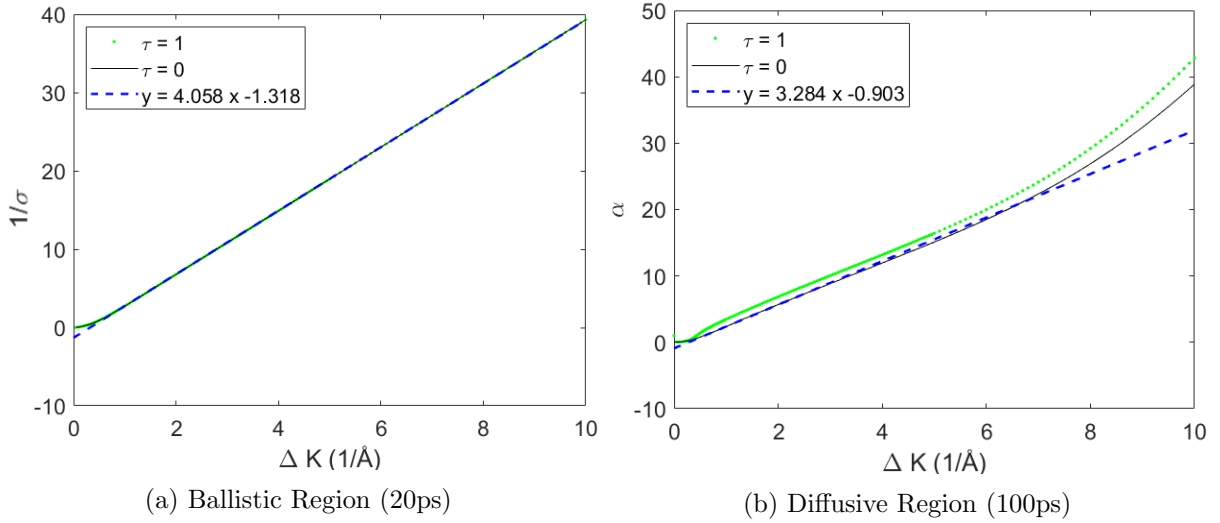 40
30
20
10
0
-10
1/σ
τ = 1
τ = 0
y = 4.058 x -1.318
0 2 4 6 8 10
Δ K (1/Å)
(a) Ballistic Region (20ps)
50
40
30
20
10
0
-10
α
τ = 1
τ = 0
y = 3.284 x -0.903
0 2 4 6 8 10
Δ K (1/Å)
(b) Diffusive Region (100ps)